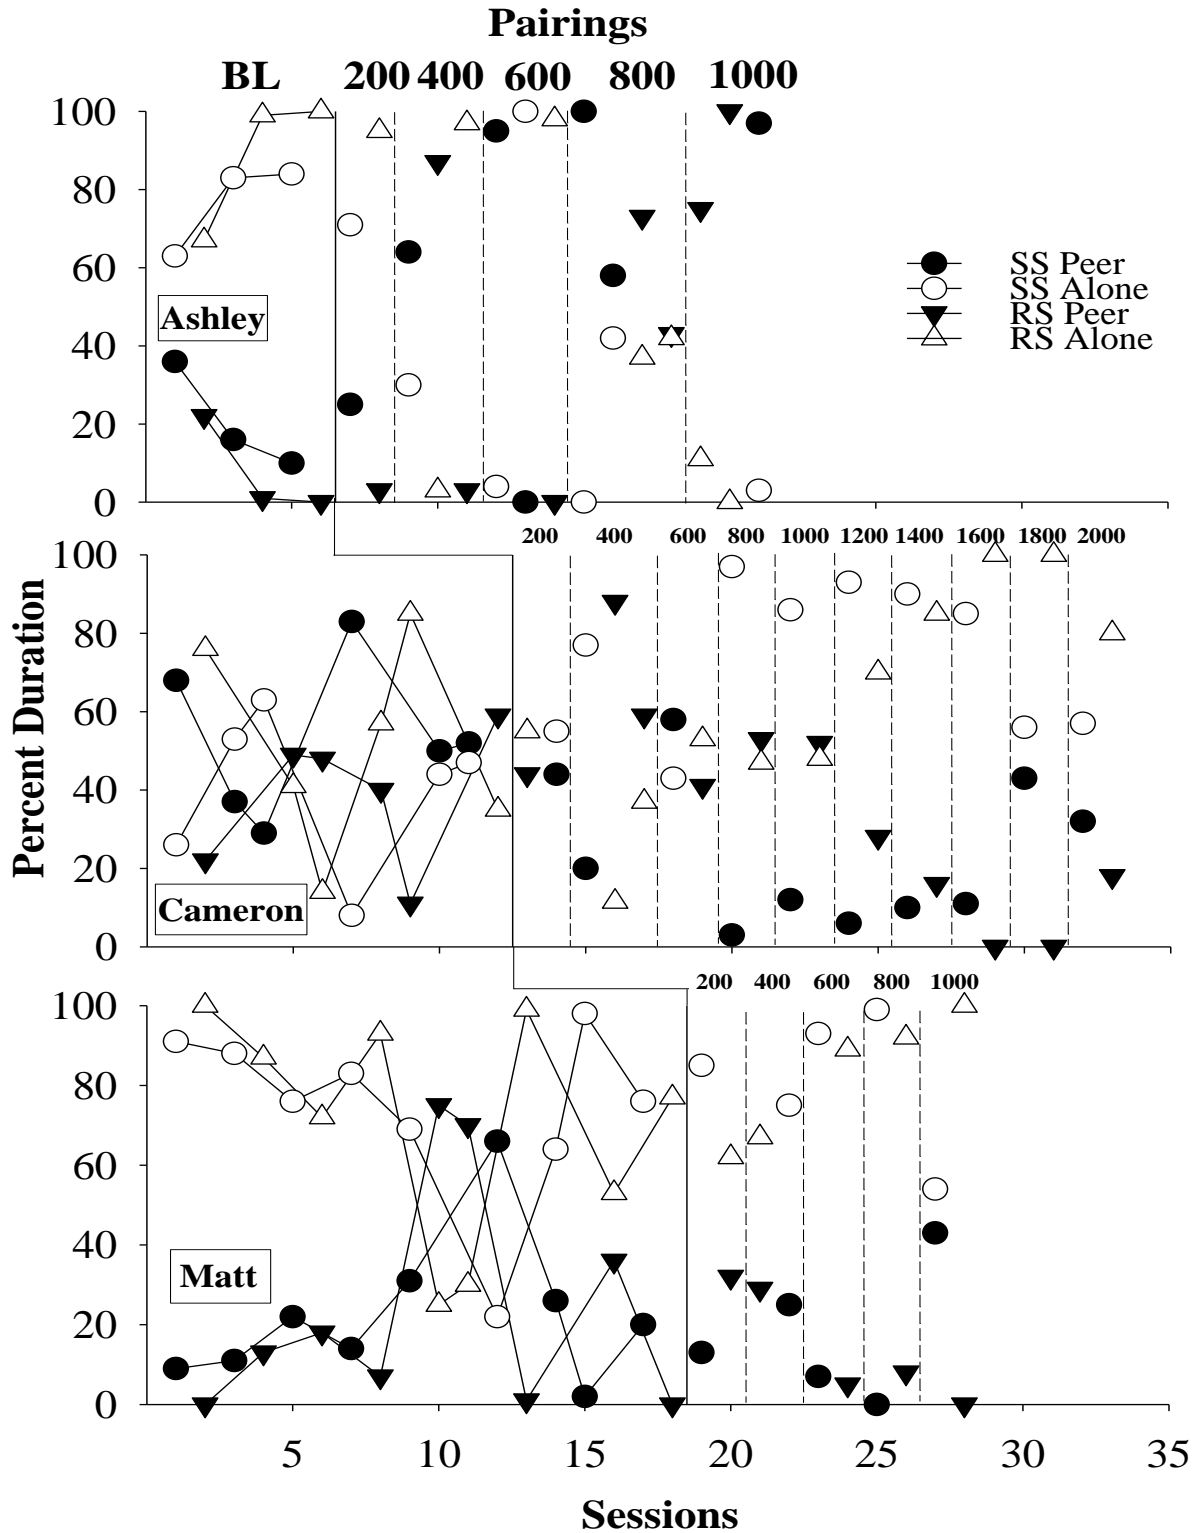 Pairings
BL 200 400 600 800 1000
100
80
60
40
20
0
Ashley
SS Peer
SS Alone
RS Peer
RS Alone
Percent Duration
200 400 600 800 1000 1200 1400 1600 1800 2000
100
80
60
40
20
0
Cameron
200 400 600 800 1000
100
80
60
40
20
0
Matt
5 10 15 20 25 30 35
Sessions